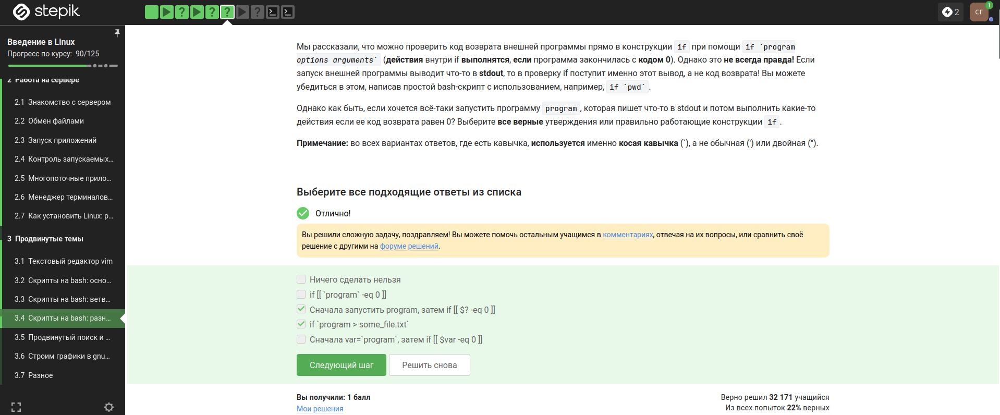 stepik
2
СГ
1
Введение в Linux
Прогресс по курсу: 90/125
2 Работа на сервере
2.1 Знакомство с сервером
2.2 Обмен файлами
2.3 Запуск приложений
2.4 Контроль запускаемых…
2.5 Многопоточные прило…
2.6 Менеджер терминалов…
2.7 Как установить Linux: р…
3 Продвинутые темы
3.1 Текстовый редактор vim
3.2 Скрипты на bash: осно…
3.3 Скрипты на bash: ветв…
3.4 Скрипты на bash: разн…
3.5 Продвинутый поиск и …
3.6 Строим графики в gnu…
3.7 Разное
Мы рассказали, что можно проверить код возврата внешней программы прямо в конструкции if при помощи if `program
options arguments` (действия внутри if выполнятся, если программа закончилась с кодом 0). Однако это не всегда правда! Если
запуск внешней программы выводит что-то в stdout, то в проверку if поступит именно этот вывод, а не код возврата! Вы можете
убедиться в этом, написав простой bash-скрипт с использованием, например, if `pwd`.
Однако как быть, если хочется всё-таки запустить программу program, которая пишет что-то в stdout и потом выполнить какие-то
действия если ее код возврата равен 0? Выберите все верные утверждения или правильно работающие конструкции if.
Примечание: во всех вариантах ответов, где есть кавычка, используется именно косая кавычка (`), а не обычная (') или двойная (").
Выберите все подходящие ответы из списка
Отлично!
Вы решили сложную задачу, поздравляем! Вы можете помочь остальным учащимся в комментариях, отвечая на их вопросы, или сравнить своё
решение с другими на форуме решений.
Ничего сделать нельзя
if [[ `program` -eq 0 ]]
Сначала запустить program, затем if [[ $? -eq 0 ]]
if `program > some_file.txt`
Сначала var=`program`, затем if [[ $var -eq 0 ]]
Следующий шаг
Решить снова
Вы получили: 1 балл
Мои решения
Верно решил 32 171 учащийся
Из всех попыток 22% верных